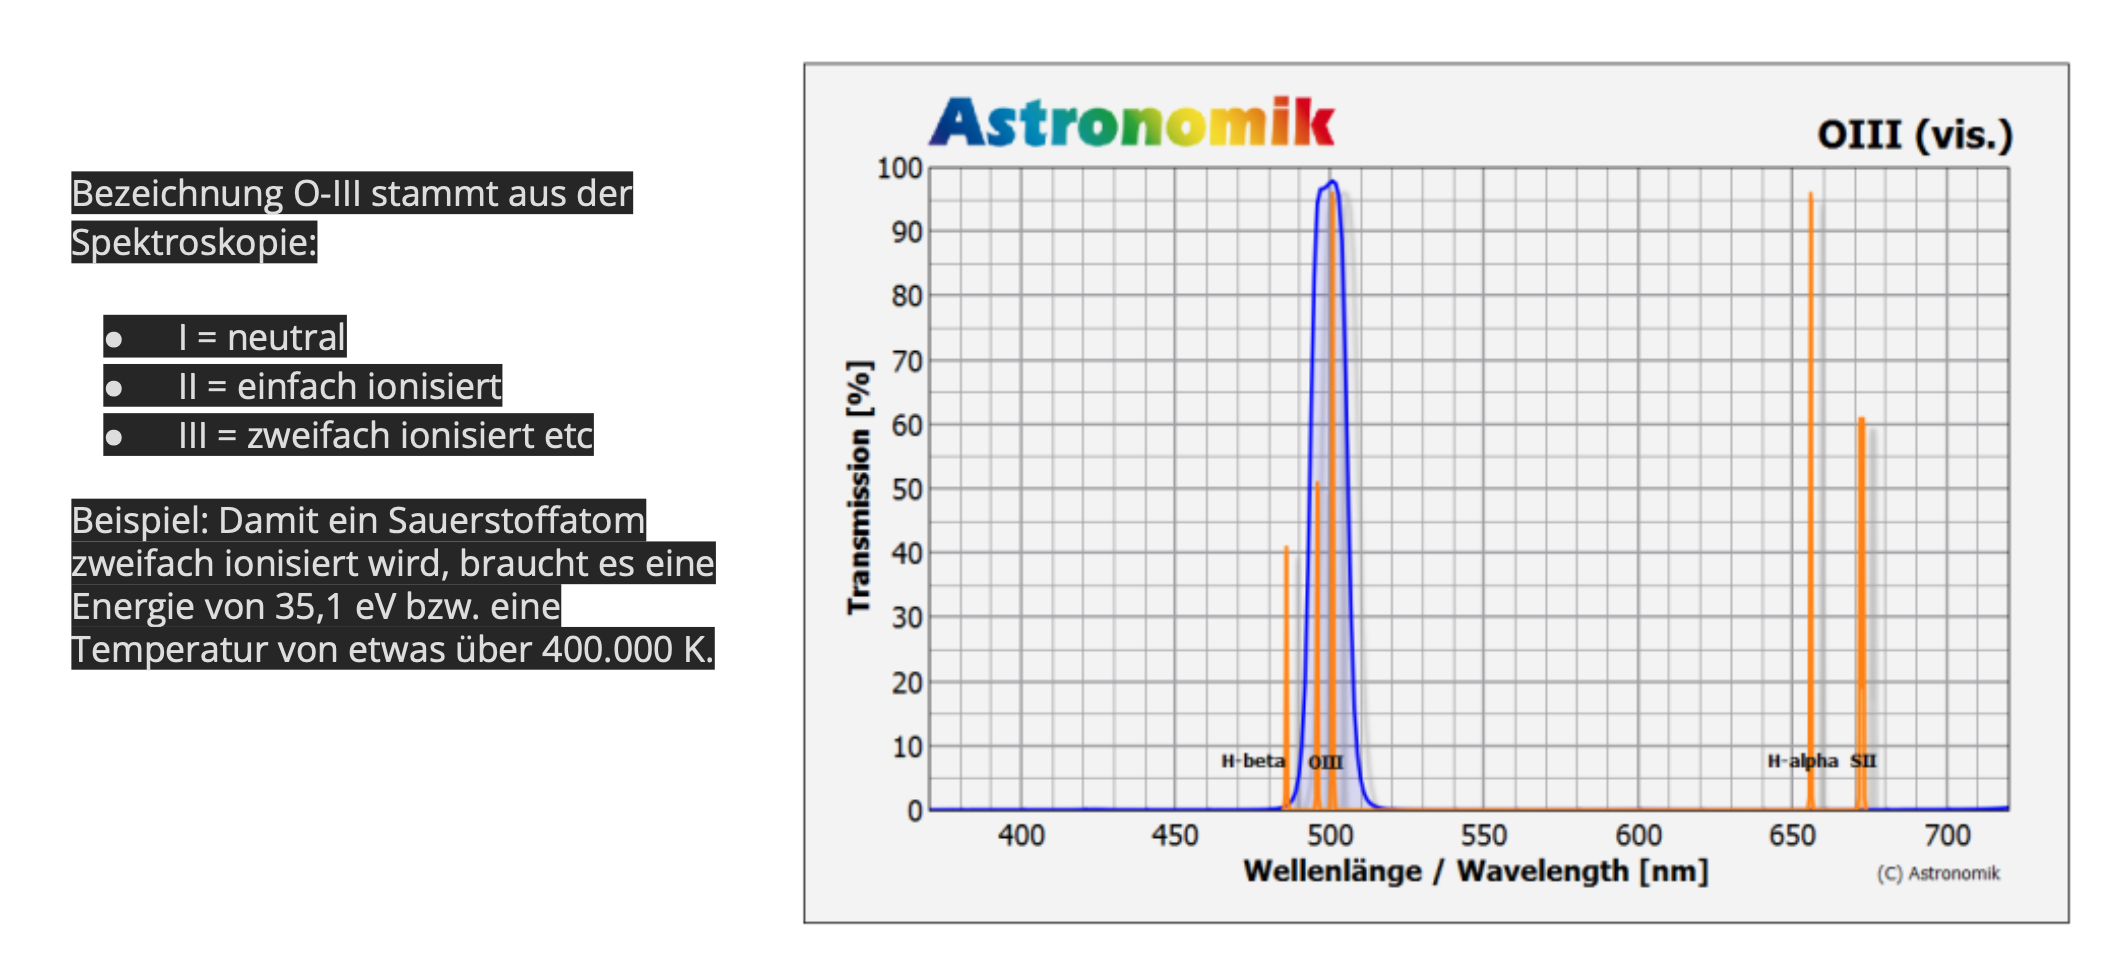 Bezeichnung O-III stammt aus der
Spektroskopie:
● I = neutral
● II = einfach ionisiert
● III = zweifach ionisiert etc
Beispiel: Damit ein Sauerstoffatom
zweifach ionisiert wird, braucht es eine
Energie von 35,1 eV bzw. eine
Temperatur von etwas über 400.000 K.
Astronomik
OIII (vis.)
Transmission [%]
100
90
80
70
60
50
40
30
20
10
0
H-beta OIII H-alpha SII
400 450 500 550 600 650 700
Wellenlänge / Wavelength [nm]
(C) Astronomik